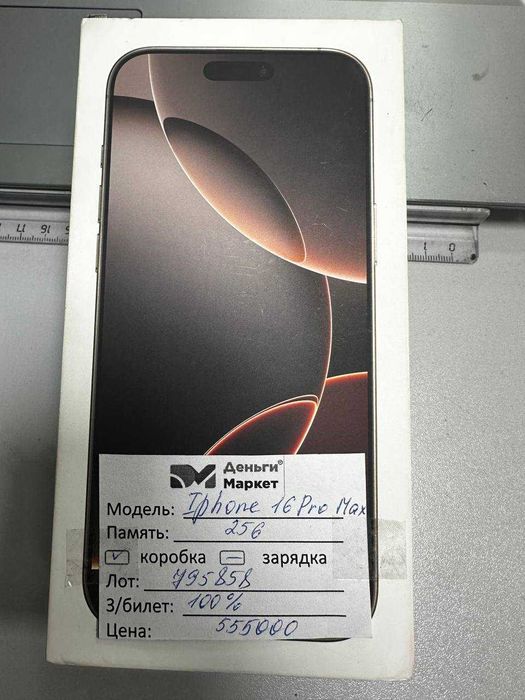 Деньги®
Маркет
Модель: Iphone 16 Pro Max
Память: 256
коробка зарядка
Лот: 795858
З/билет: 100%
Цена: 555000